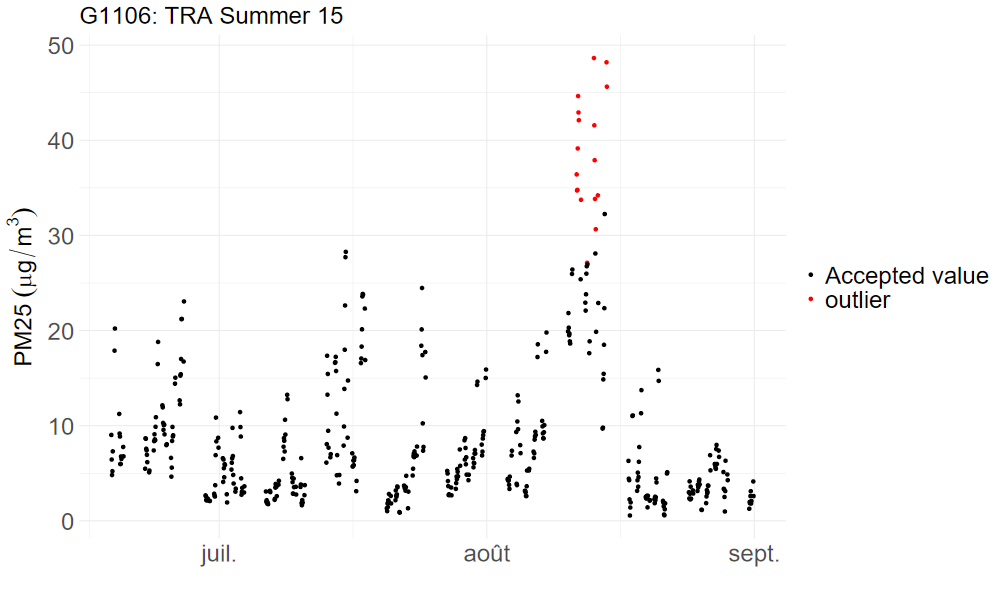 G1106: TRA Summer 15
50
40
30
20
10
0
PM25 (μg/m³)
juil.
août
sept.
Accepted value
outlier